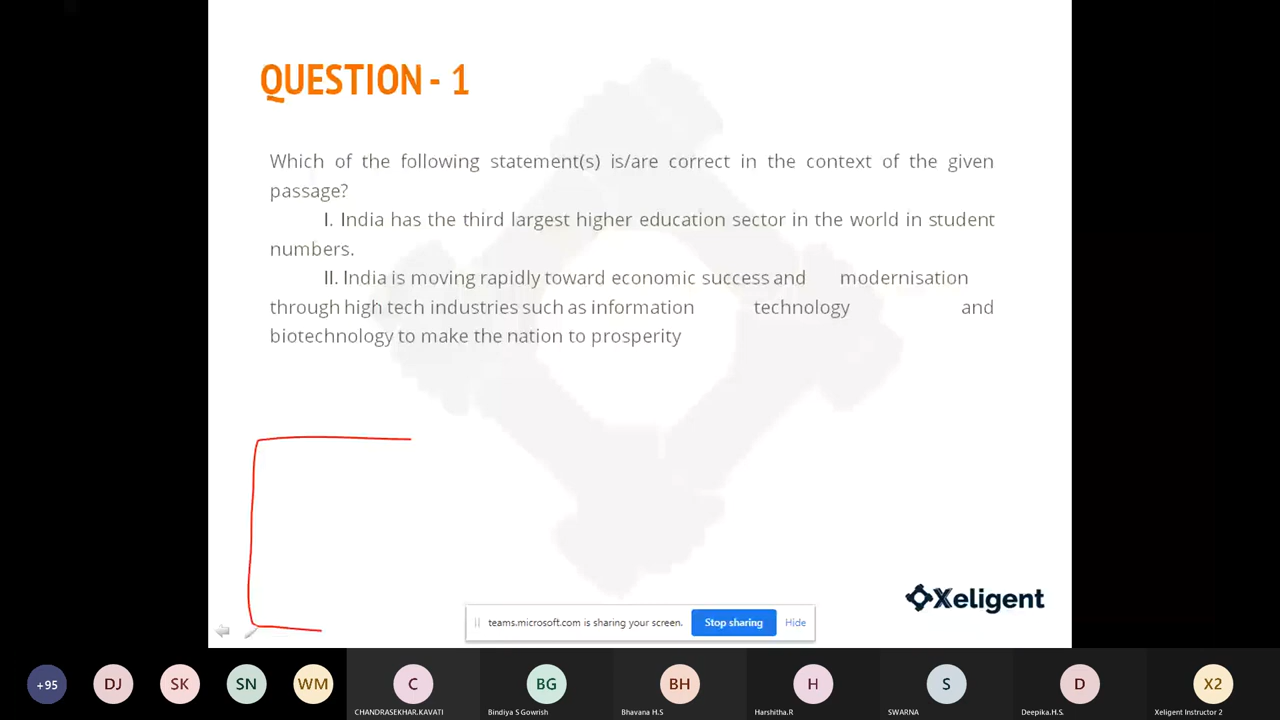 QUESTION - 1
Which of the following statement(s) is/are correct in the context of the given
passage?
I. India has the third largest higher education sector in the world in student
numbers.
II. India is moving rapidly toward economic success and modernisation
through high tech industries such as information technology and
biotechnology to make the nation to prosperity
Xeligent
teams.microsoft.com is sharing your screen. Stop sharing Hide
+95 DJ SK SN WM C BG BH H S D X2
CHANDRASEKHAR.KAVATI Bindiya S Gowrish Bhavana H.S Harshitha.R SWARNA Deepika.H.S. Xeligent Instructor 2